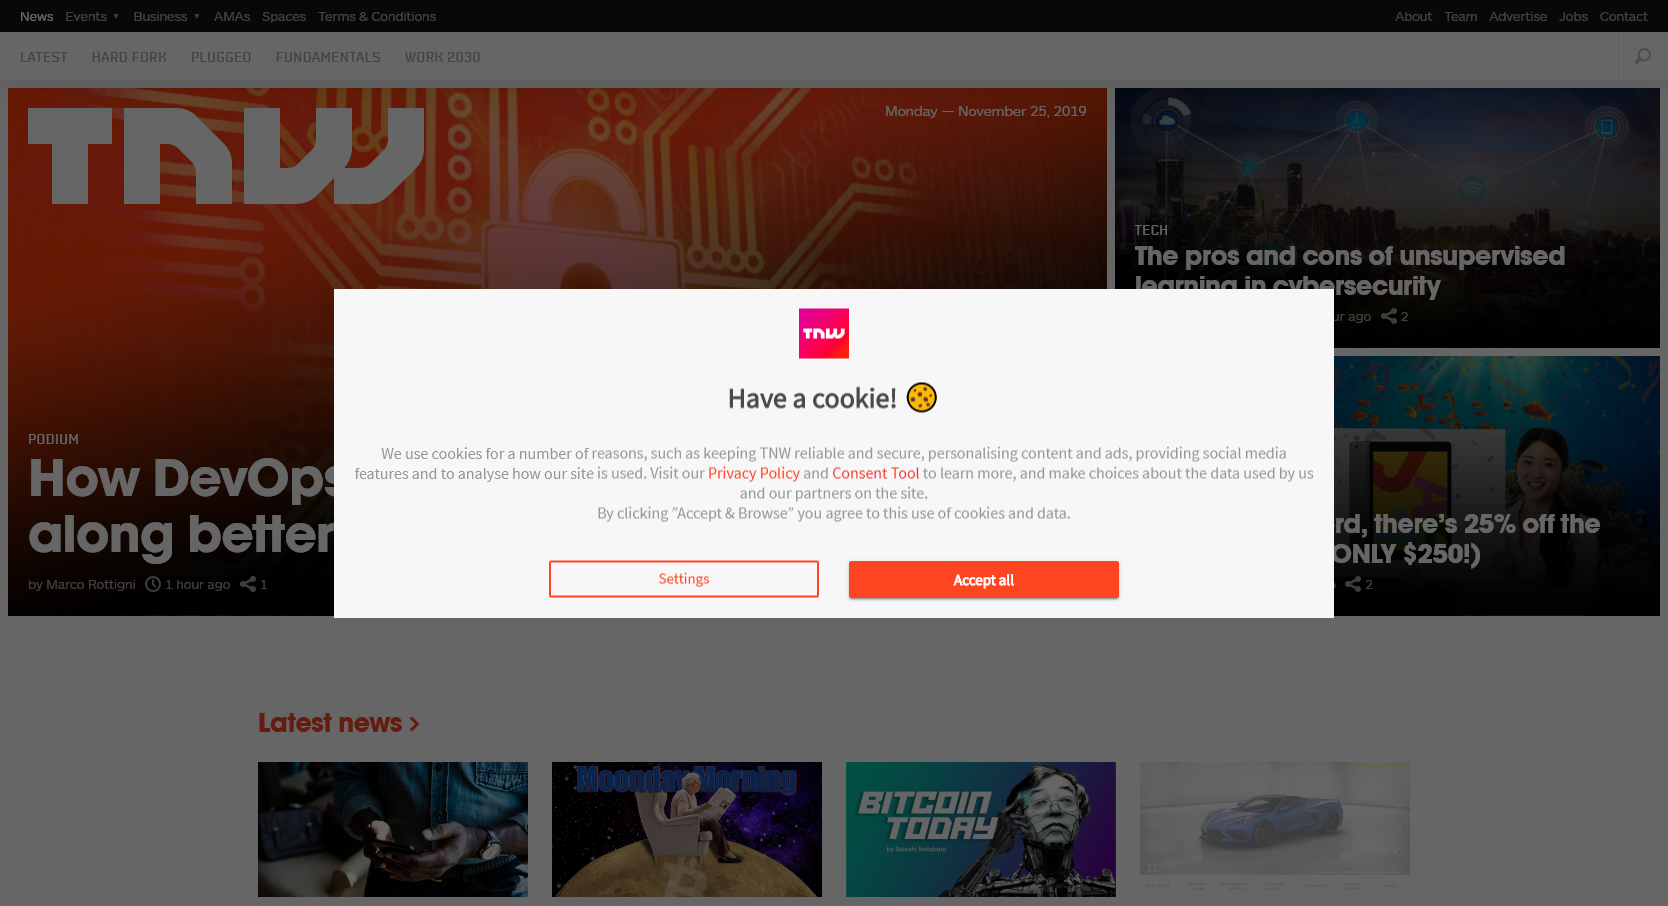 News Events Business AMAs Spaces Terms & Conditions About Team Advertise Jobs Contact
LATEST HARD FORK PLUGGED FUNDAMENTALS WORK 2030
TNW
Monday — November 25, 2019
TECH
The pros and cons of unsupervised
learning in cybersecurity
ur ago 2
TNW
Have a cookie!
We use cookies for a number of reasons, such as keeping TNW reliable and secure, personalising content and ads, providing social media
features and to analyse how our site is used. Visit our Privacy Policy and Consent Tool to learn more, and make choices about the data used by us
and our partners on the site.
By clicking "Accept & Browse" you agree to this use of cookies and data.
Settings Accept all
PODIUM
How DevOps
along better
by Marco Rottigni 1 hour ago 1
rd, there's 25% off the
ONLY $250!)
2
Latest news >
Moonday Morning
BITCOIN
TODAY
by Satoshi Nakaboto